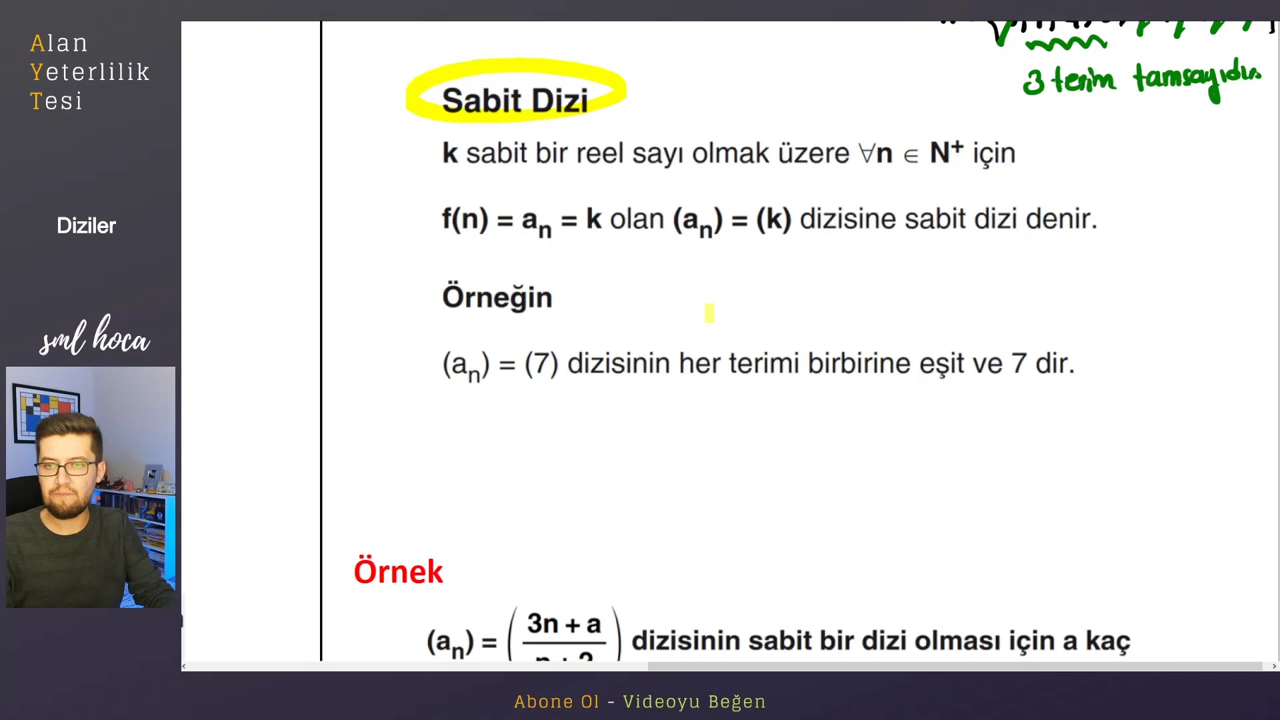 Alan
Yeterlilik
Tesi
Diziler
sml hoca
3 terim tamsayıdır
Sabit Dizi
k sabit bir reel sayı olmak üzere ∀n ∈ N⁺ için
f(n) = aₙ = k olan (aₙ) = (k) dizisine sabit dizi denir.
Örneğin
(aₙ) = (7) dizisinin her terimi birbirine eşit ve 7 dir.
Örnek
(aₙ) = (3n + a / n + 2) dizisinin sabit bir dizi olması için a kaç
Abone Ol - Videoyu Beğen